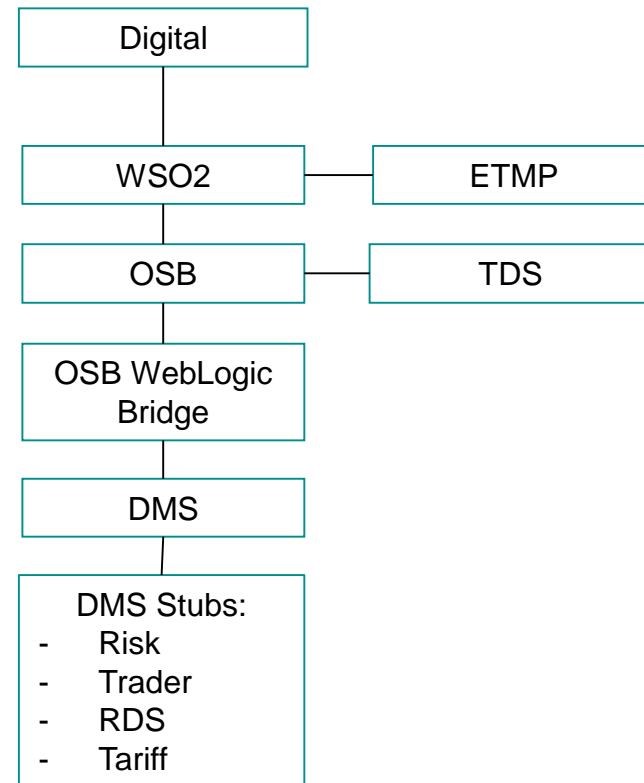 Digital
WSO2
ETMP
OSB
TDS
OSB WebLogic
Bridge
DMS
DMS Stubs:
- Risk
- Trader
- RDS
- Tariff